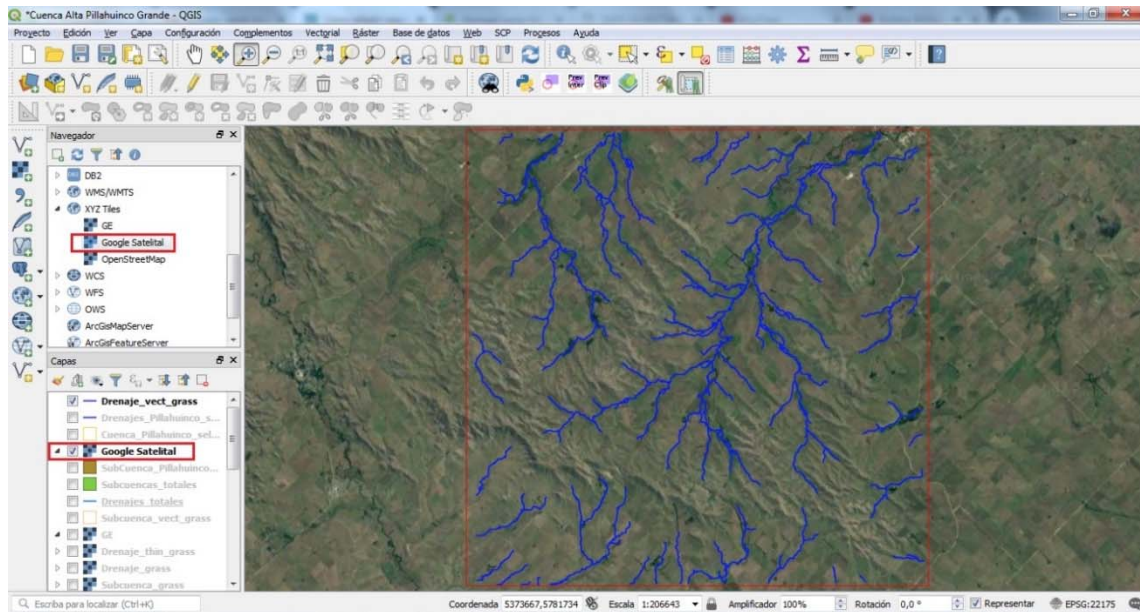 *Cuenca Alta Pillahuinco Grande - QGIS
Proyecto Edición Ver Capa Configuración Complementos Vectorial Ráster Base de datos Web SCP Procesos Ayuda
Navegador
DB2
WMS/WMTS
XYZ Tiles
GE
Google Satelital
OpenStreetMap
WCS
WFS
OWS
ArcGisMapServer
ArcGisFeatureServer
Capas
Drenaje_vect_grass
Drenajes_Pillahuinco_s...
Cuenca_Pillahuinco_sel...
Google Satelital
SubCuenca_Pillahuinco...
Subcuencas_totales
Drenajes_totales
Subcuenca_vect_grass
GE
Drenaje_thin_grass
Drenaje_grass
Subcuenca_grass
Escriba para localizar (Ctrl+K)
Coordenada 5373667,5781734 Escala 1:206643 Amplificador 100% Rotación 0,0 ° Representar EPSG:22175